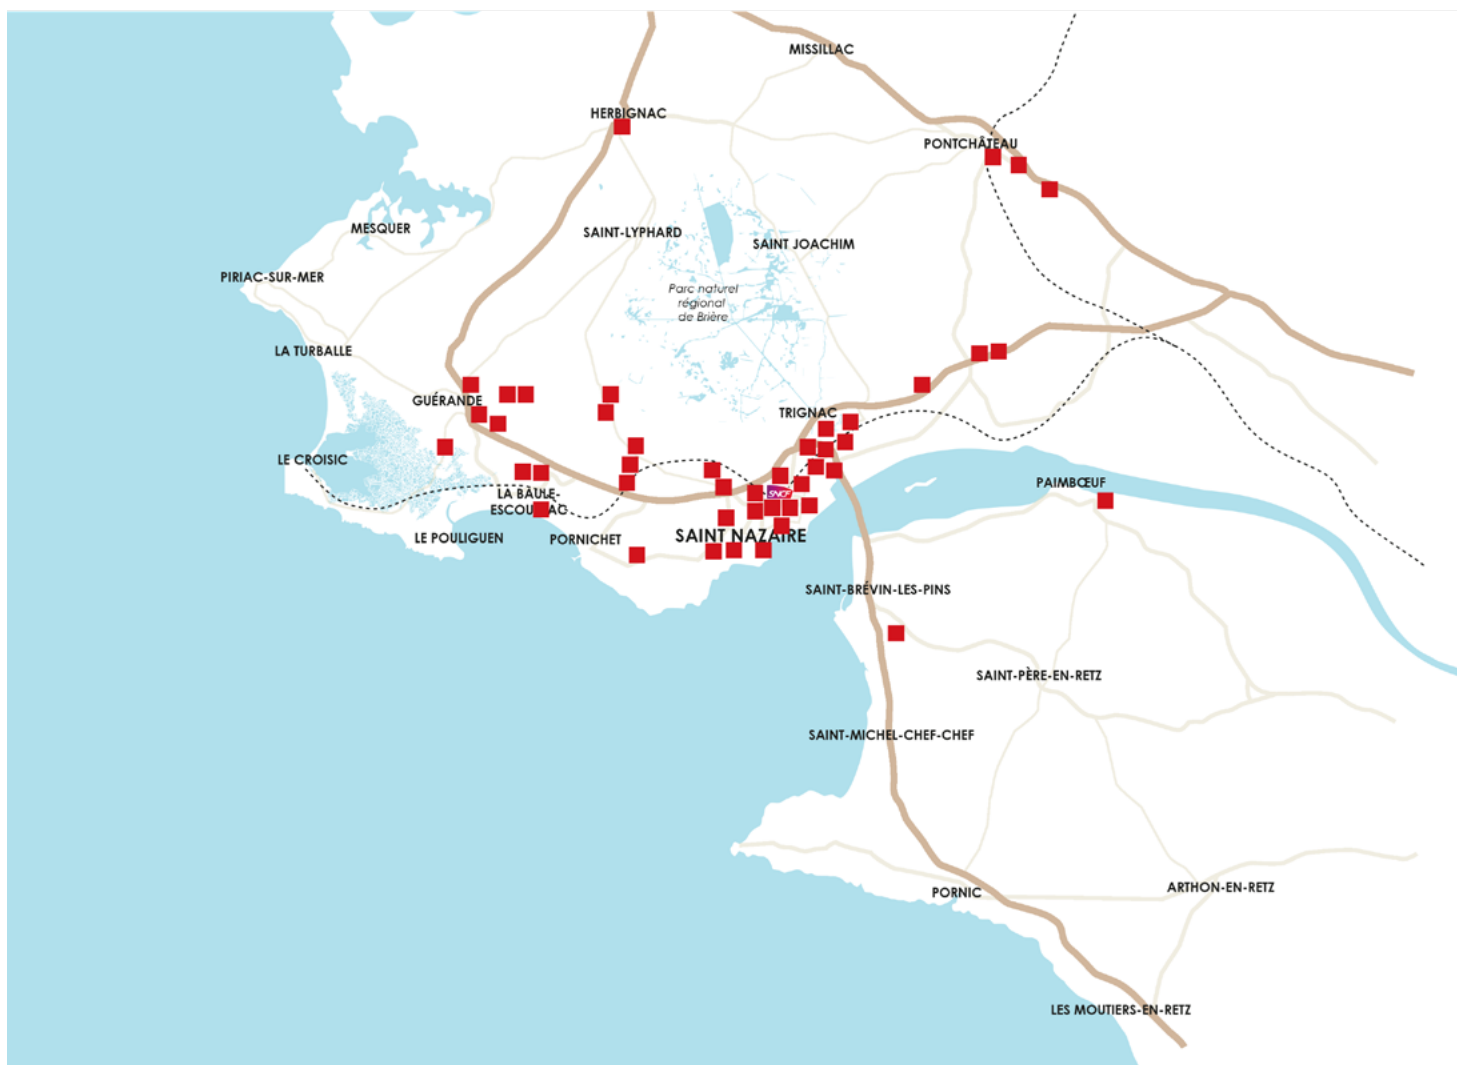 MISSILLAC
HERBIGNAC
PONTCHÂTEAU
MESQUER
SAINT-LYPHARD
SAINT JOACHIM
PIRIAC-SUR-MER
Parc naturel
régional
de Brière
LA TURBALLE
GUÉRANDE
TRIGNAC
LE CROISIC
PAIMBŒUF
SNCF
LA BAULE-
ESCOUBLAC
LE POULIGUEN
PORNICHET
SAINT NAZAIRE
SAINT-BRÉVIN-LES-PINS
SAINT-PÈRE-EN-RETZ
SAINT-MICHEL-CHEF-CHEF
PORNIC
ARTHON-EN-RETZ
LES MOUTIERS-EN-RETZ